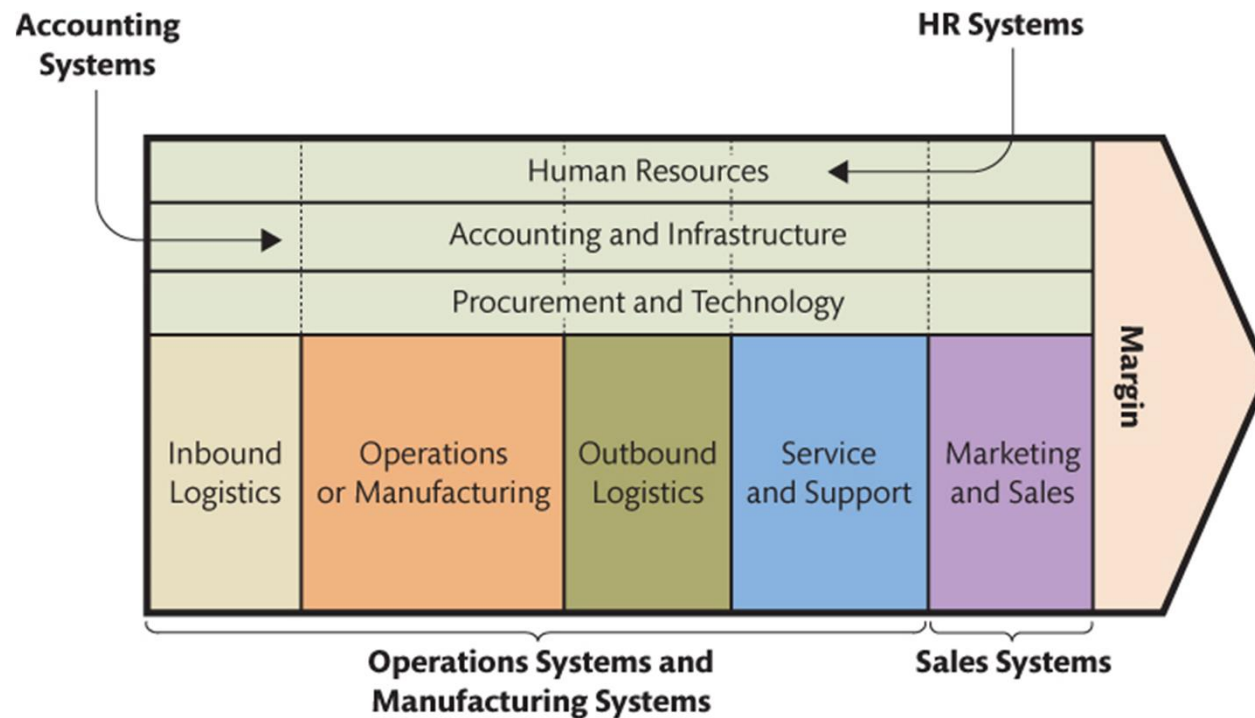 Accounting
Systems
HR Systems
Human Resources
Accounting and Infrastructure
Procurement and Technology
Inbound
Logistics
Operations
or Manufacturing
Outbound
Logistics
Service
and Support
Marketing
and Sales
Margin
Operations Systems and
Manufacturing Systems
Sales Systems